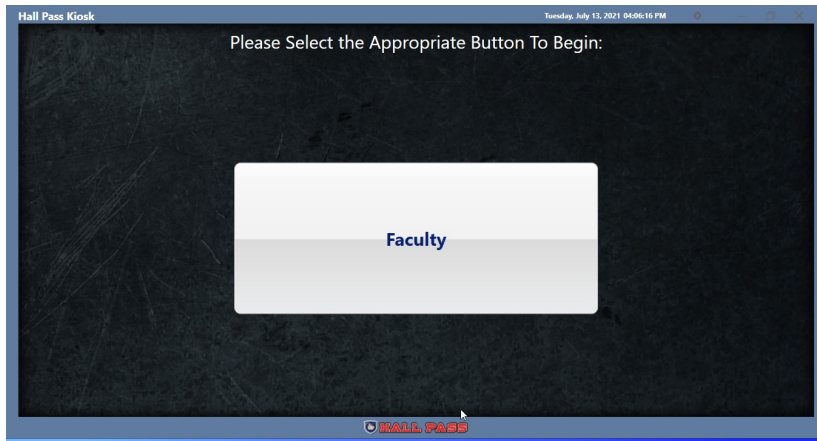 Hall Pass Kiosk
Tuesday, July 13, 2021 04:06:16 PM
Please Select the Appropriate Button To Begin:
Faculty
HALL PASS